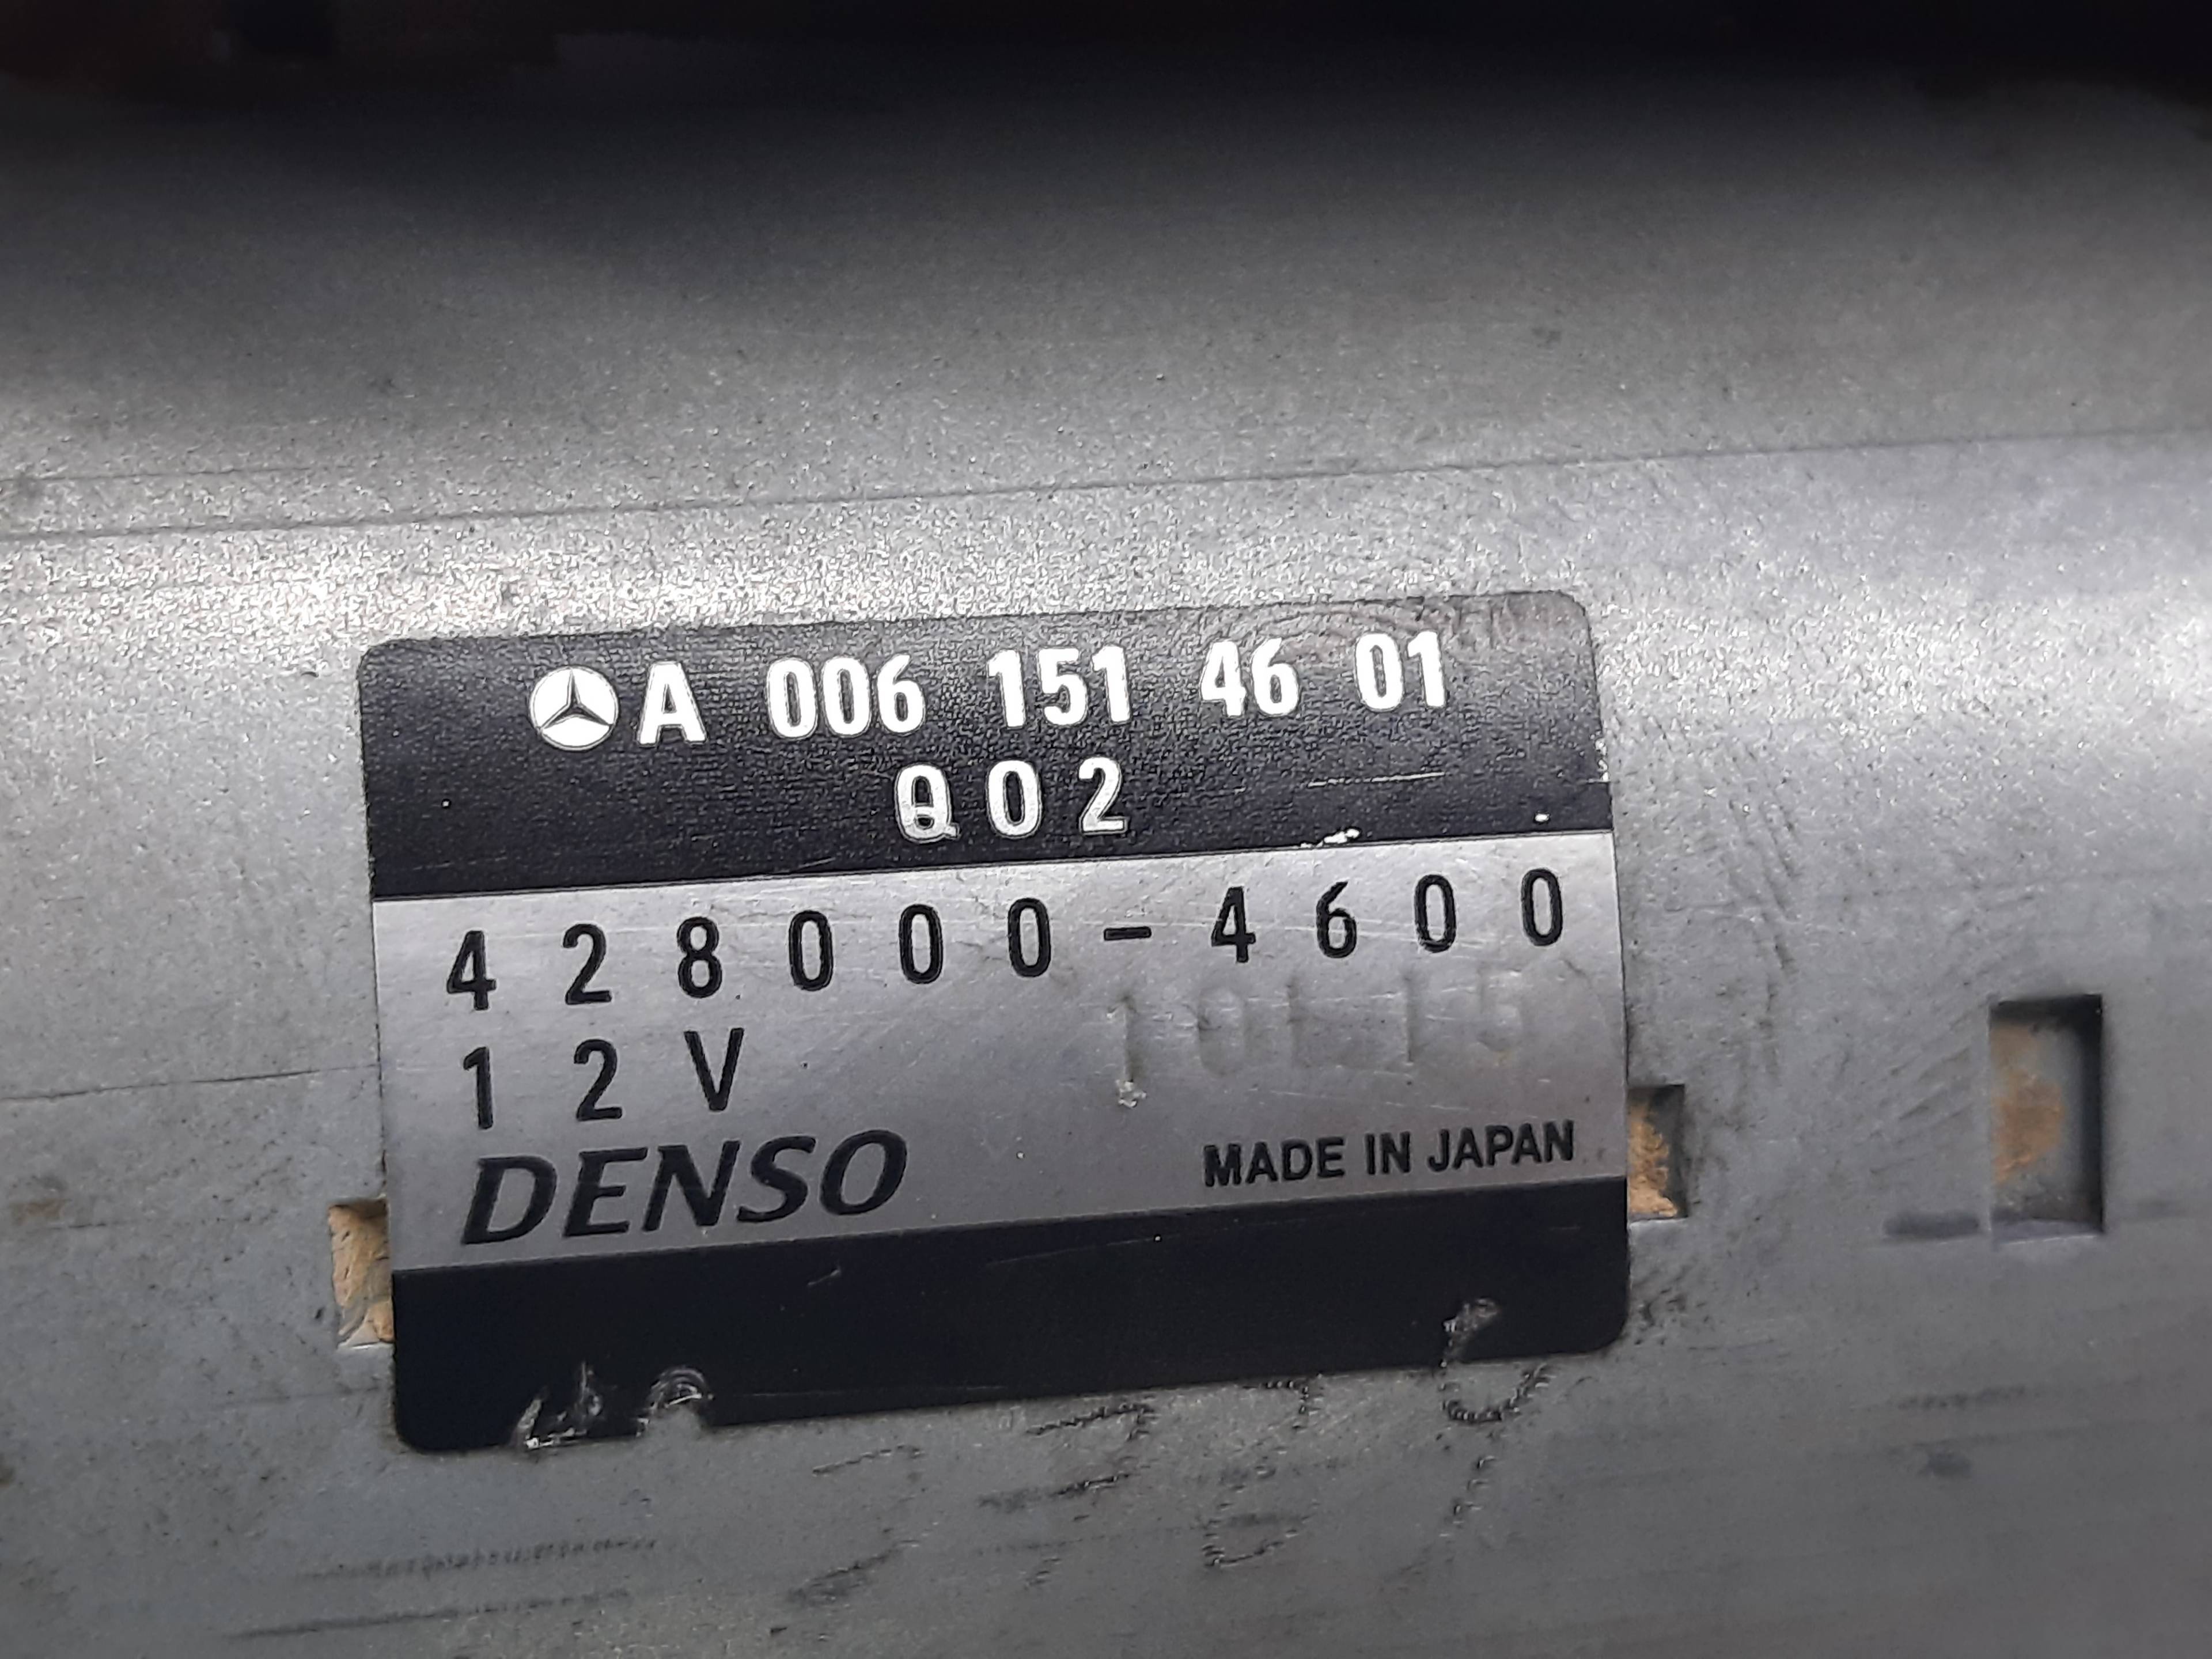 A 006 151 46 01
Q02
428000-4600
12V
DENSO
MADE IN JAPAN